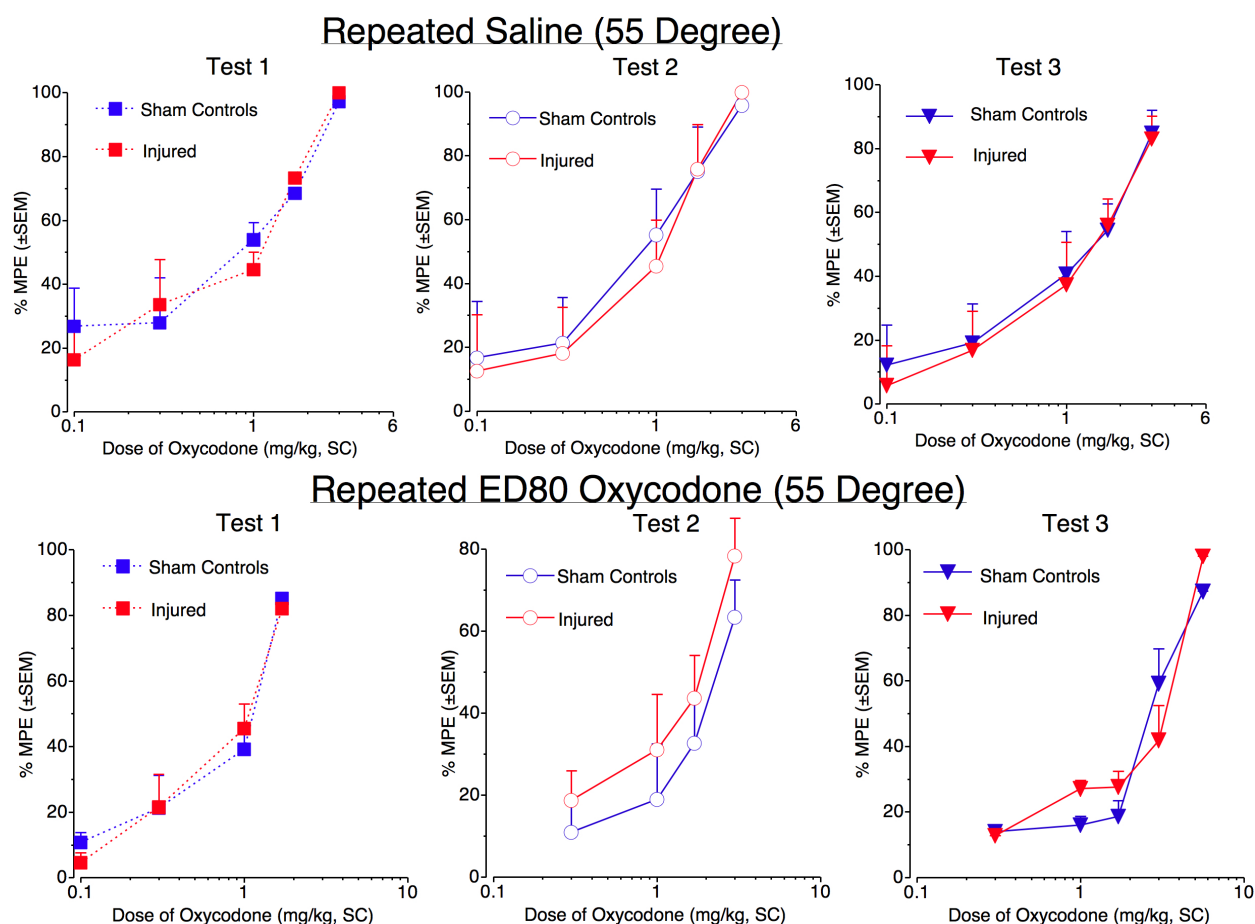 Repeated Saline (55 Degree)
Test 1
Test 2
Test 3
Sham Controls
Injured
Sham Controls
Injured
Sham Controls
Injured
% MPE (±SEM)
100
80
60
40
20
0
0.1
1
6
Dose of Oxycodone (mg/kg, SC)
% MPE (±SEM)
100
80
60
40
20
0
0.1
1
6
Dose of Oxycodone (mg/kg, SC)
% MPE (±SEM)
100
80
60
40
20
0
0.1
1
6
Dose of Oxycodone (mg/kg, SC)
Repeated ED80 Oxycodone (55 Degree)
Test 1
Test 2
Test 3
Sham Controls
Injured
Sham Controls
Injured
Sham Controls
Injured
% MPE (±SEM)
100
80
60
40
20
0
0.1
1
10
Dose of Oxycodone (mg/kg, SC)
% MPE (±SEM)
80
60
40
20
0
0.1
1
10
Dose of Oxycodone (mg/kg, SC)
% MPE (±SEM)
100
80
60
40
20
0
0.1
1
10
Dose of Oxycodone (mg/kg, SC)